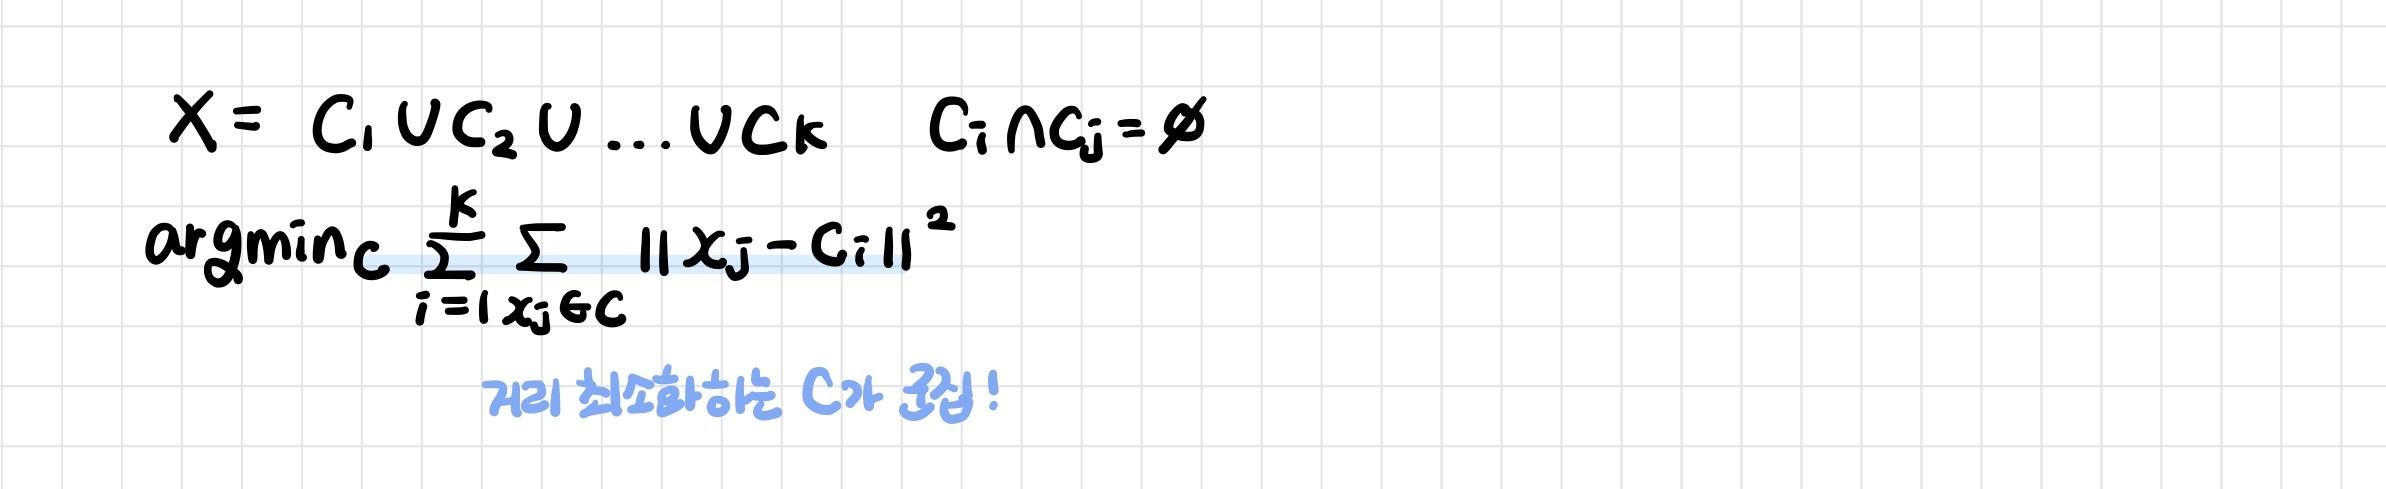 X = C₁ ∪ C₂ ∪ ... ∪ Cₖ  Cᵢ ∩ Cⱼ = ∅
argmin_C Σ_{i=1}^{K} Σ_{xⱼ∈C} ||xⱼ - Cᵢ||²
거리 최소화하는 C가 군집!